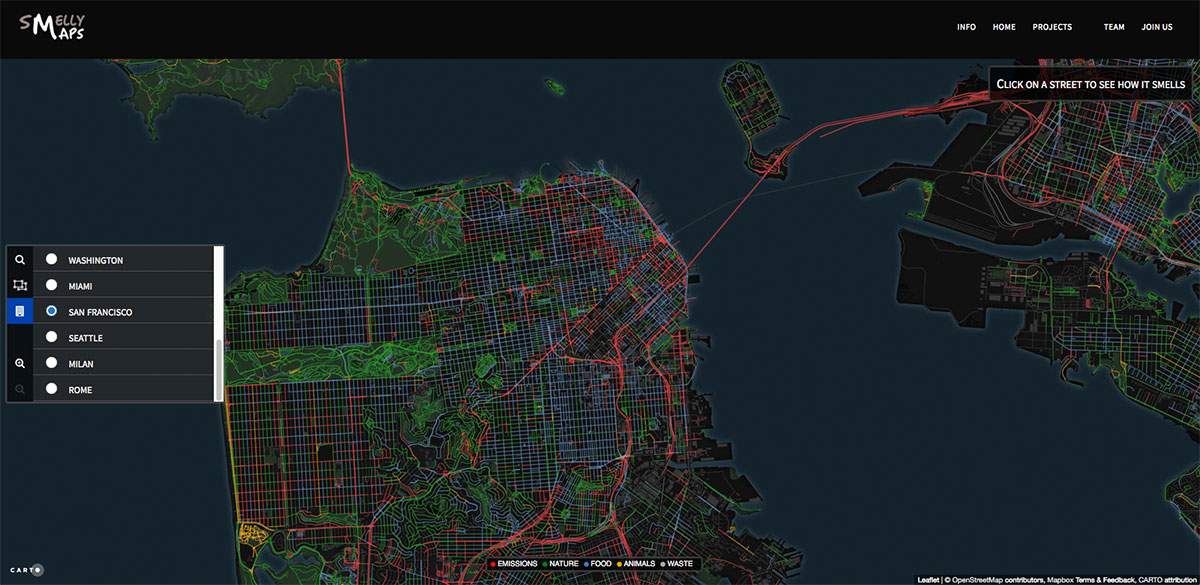 SMELLY
MAPS
INFO HOME PROJECTS TEAM JOIN US
CLICK ON A STREET TO SEE HOW IT SMELLS
WASHINGTON
MIAMI
SAN FRANCISCO
SEATTLE
MILAN
ROME
EMISSIONS NATURE FOOD ANIMALS WASTE
CARTO
Leaflet | © OpenStreetMap contributors, Mapbox Terms & Feedback, CARTO attribution